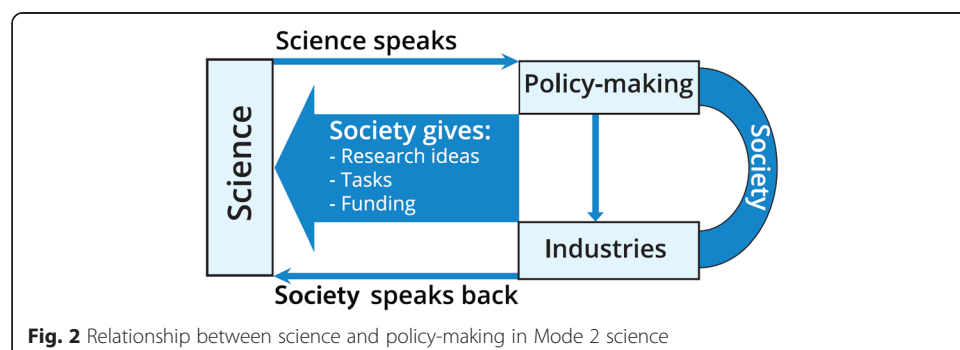 Science speaks
Policy-making
Science
Society gives:
- Research ideas
- Tasks
- Funding
Society
Industries
Society speaks back
Fig. 2 Relationship between science and policy-making in Mode 2 science